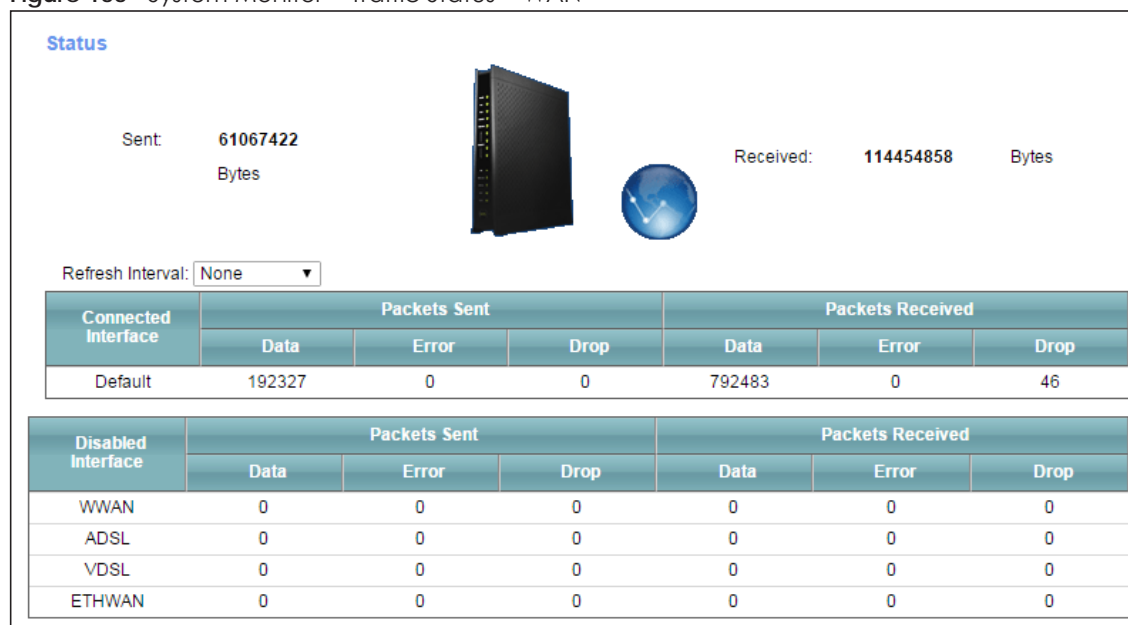 Status
Sent: 61067422
Bytes
Received: 114454858 Bytes
Refresh Interval: None
Connected Interface Packets Sent Packets Received
Data Error Drop Data Error Drop
Default 192327 0 0 792483 0 46
Disabled Interface Packets Sent Packets Received
Data Error Drop Data Error Drop
WWAN 0 0 0 0 0 0
ADSL 0 0 0 0 0 0
VDSL 0 0 0 0 0 0
ETHWAN 0 0 0 0 0 0